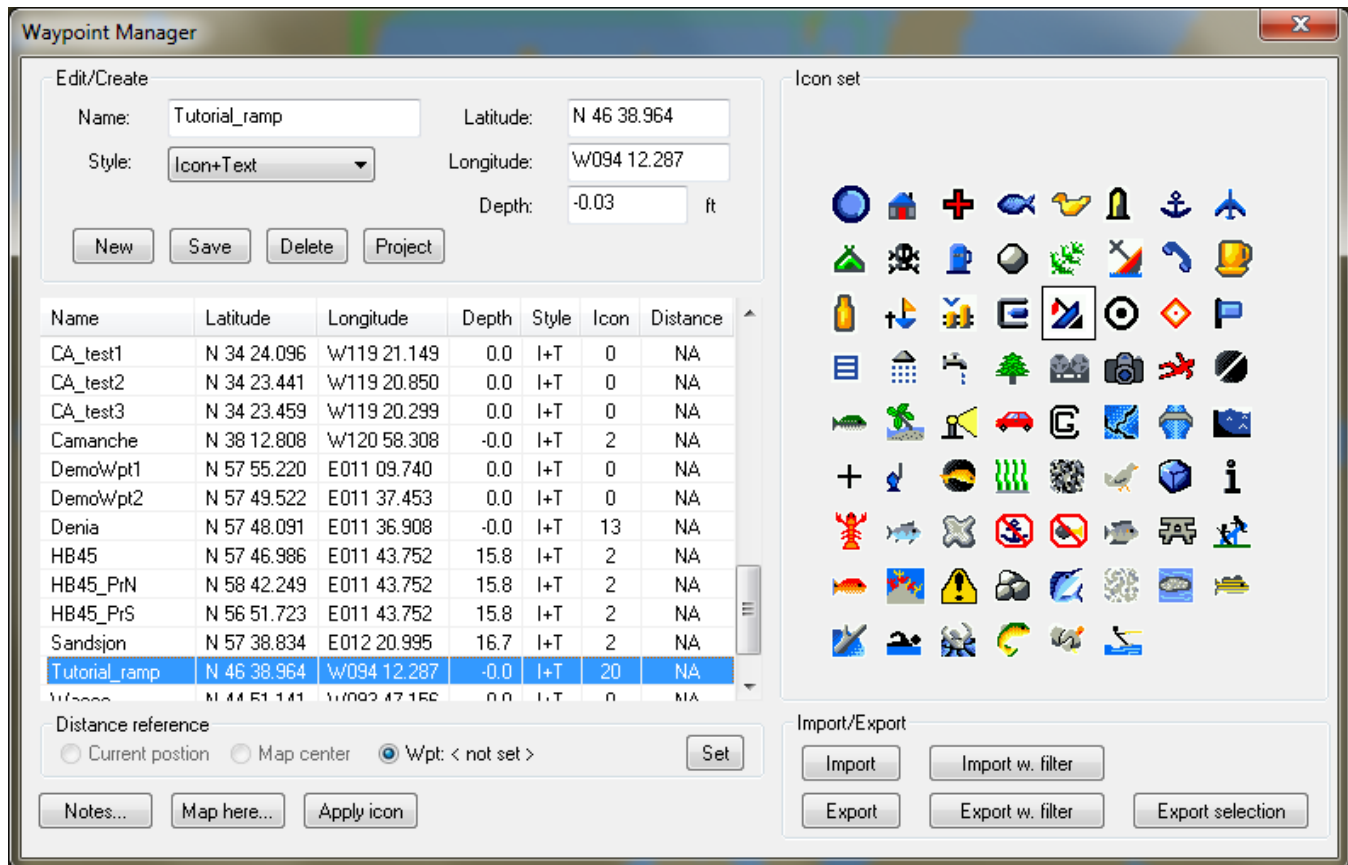 Waypoint Manager
Edit/Create
Name: Tutorial_ramp Latitude: N 46 38.964
Style: Icon+Text Longitude: W094 12.287
Depth: -0.03 ft
New Save Delete Project
Name Latitude Longitude Depth Style Icon Distance
CA_test1 N 34 24.096 W119 21.149 0.0 I+T 0 NA
CA_test2 N 34 23.441 W119 20.850 0.0 I+T 0 NA
CA_test3 N 34 23.459 W119 20.299 0.0 I+T 0 NA
Camanche N 38 12.808 W120 58.308 -0.0 I+T 2 NA
DemoWpt1 N 57 55.220 E011 09.740 0.0 I+T 0 NA
DemoWpt2 N 57 49.522 E011 37.453 0.0 I+T 0 NA
Denia N 57 48.091 E011 36.908 -0.0 I+T 13 NA
HB45 N 57 46.986 E011 43.752 15.8 I+T 2 NA
HB45_PrN N 58 42.249 E011 43.752 15.8 I+T 2 NA
HB45_PrS N 56 51.723 E011 43.752 15.8 I+T 2 NA
Sandsjon N 57 38.834 E012 20.995 16.7 I+T 2 NA
Tutorial_ramp N 46 38.964 W094 12.287 -0.0 I+T 20 NA
N 44 51.141 W093 47.156 0.0 I+T 0 NA
Distance reference
Current postion Map center Wpt: < not set > Set
Notes... Map here... Apply icon
Icon set
Import/Export
Import Import w. filter
Export Export w. filter Export selection